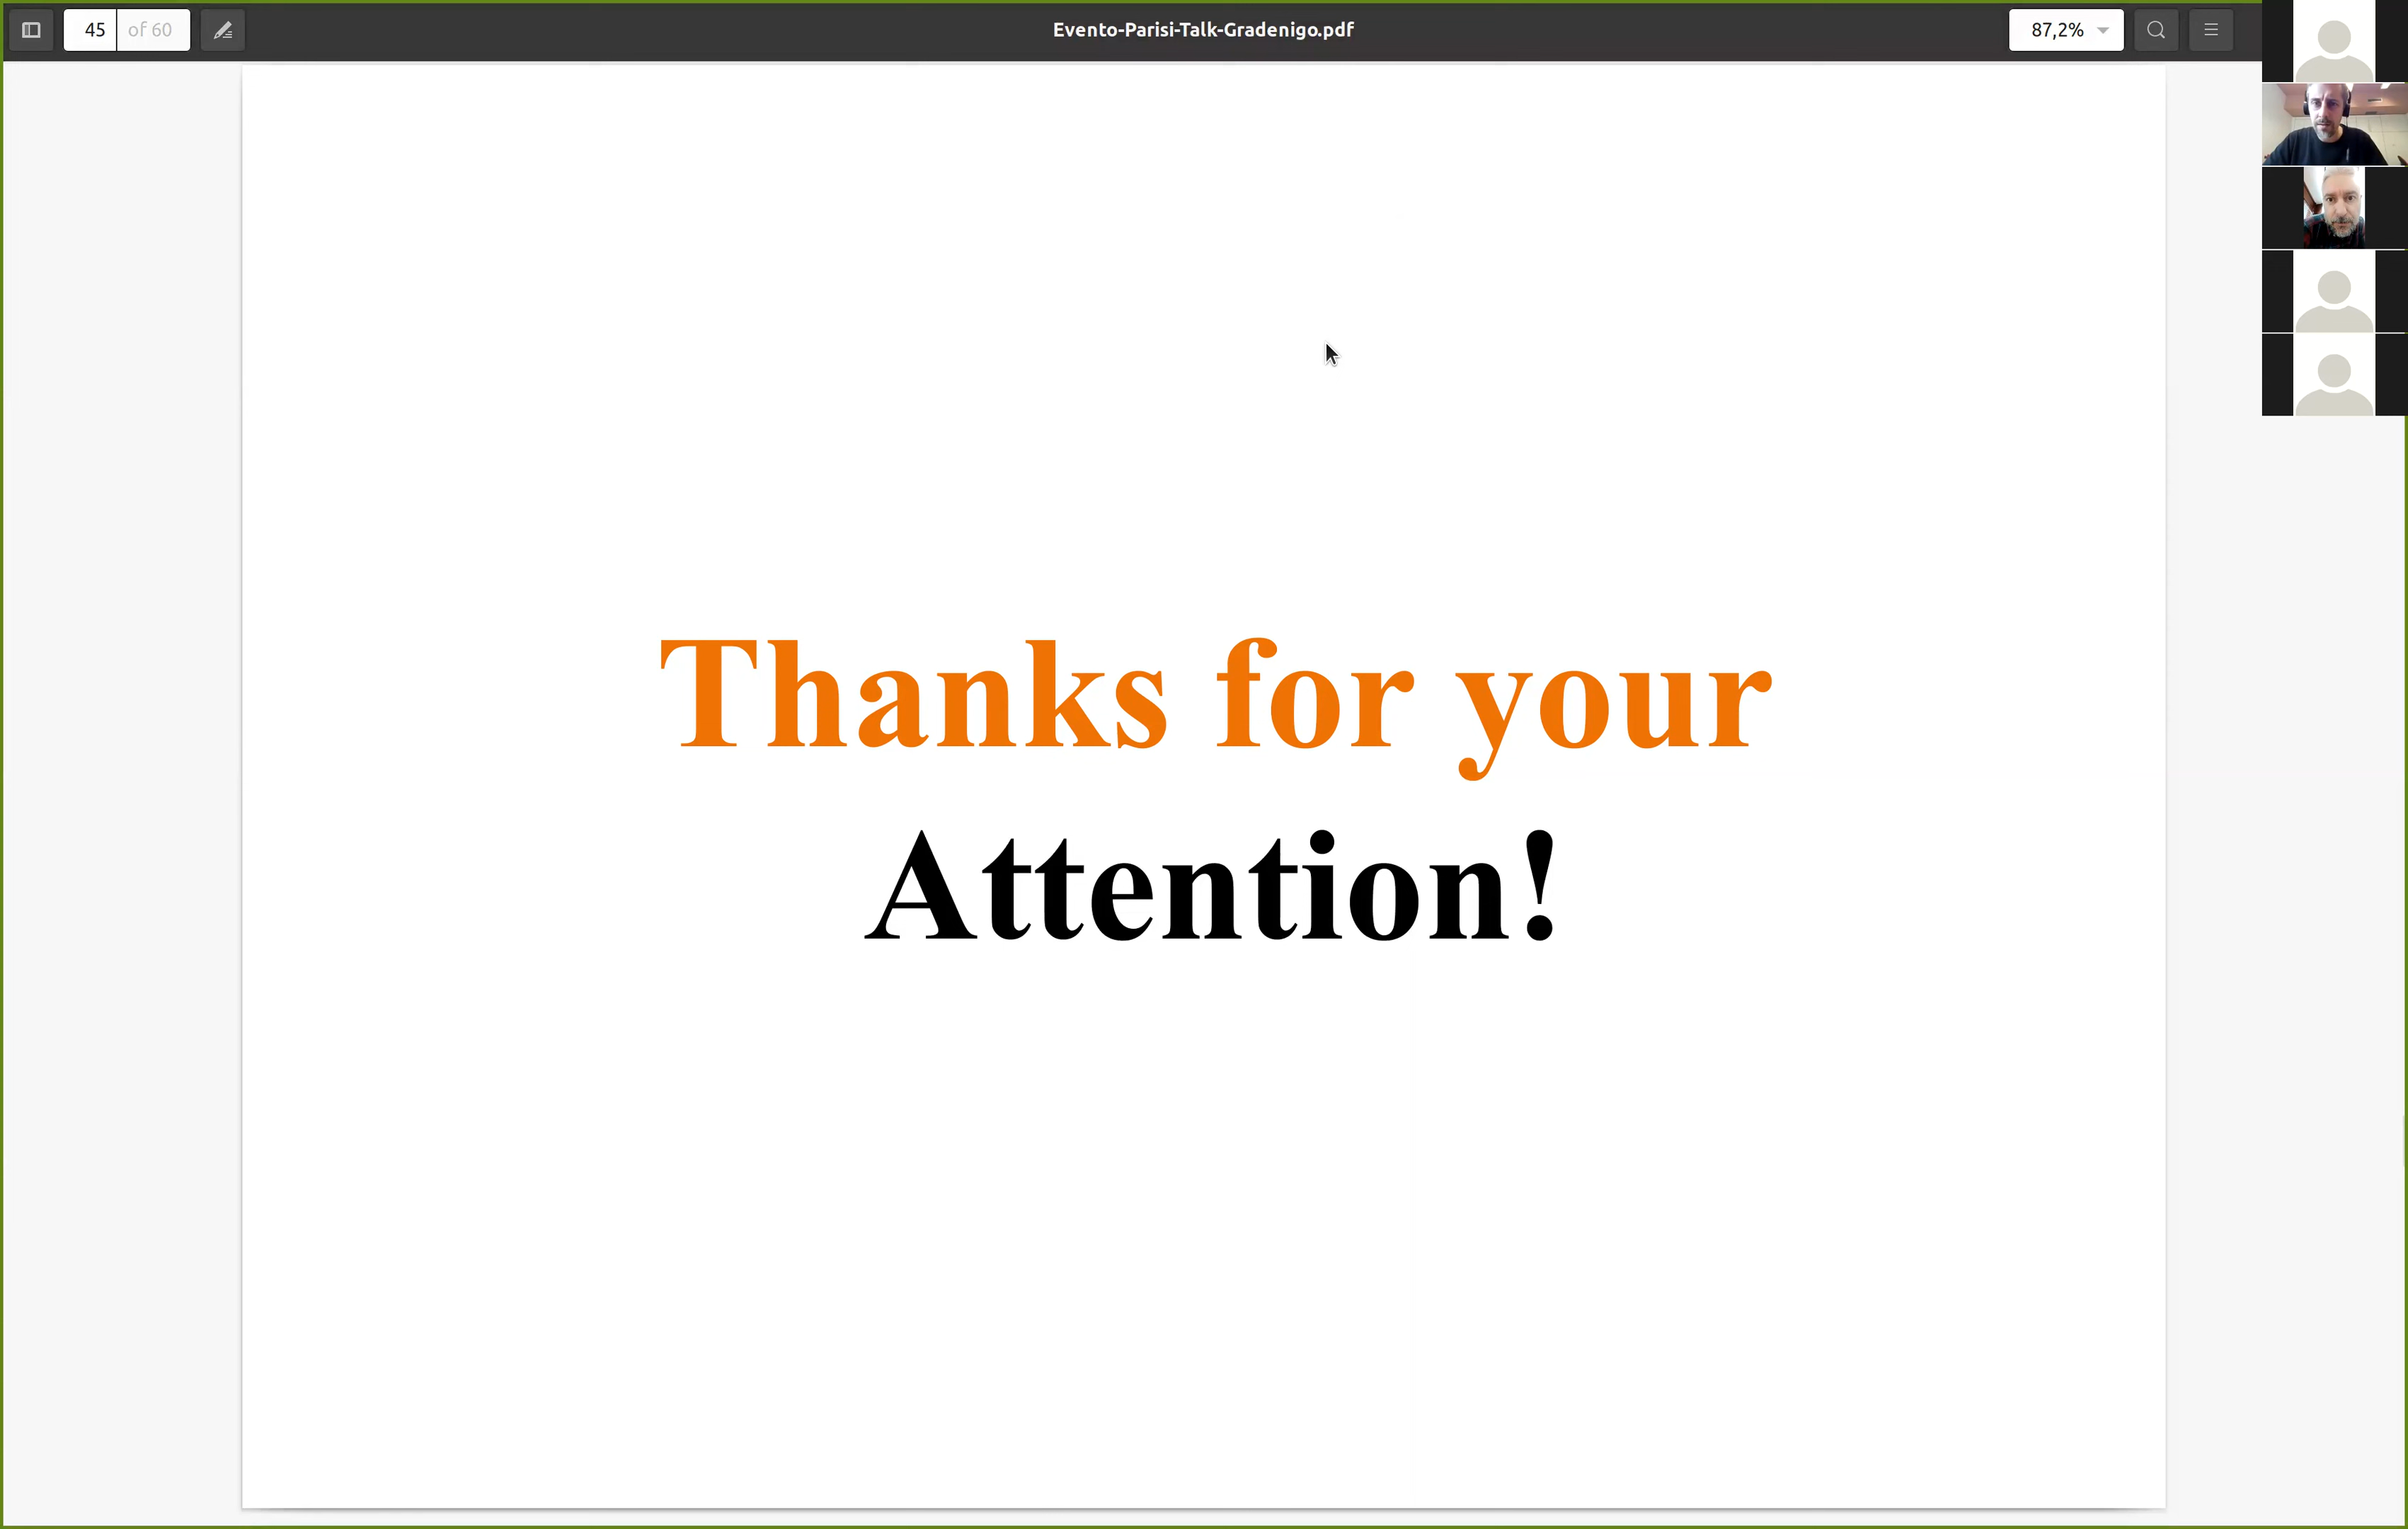 45 of 60
Evento-Parisi-Talk-Gradenigo.pdf
87,2%
Thanks for your
Attention!